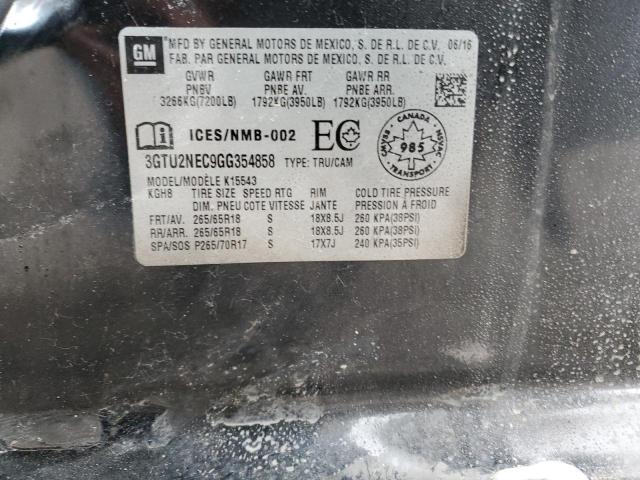 GM
*MFD BY GENERAL MOTORS DE MEXICO, S. DE R.L. DE C.V. 06/16
FAB. PAR GENERAL MOTORS DE MEXICO, S. DE R.L. DE C.V.
GVWR GAWR FRT GAWR RR
PNBV PNBE AV. PNBE ARR.
3266KG(7200LB) 1792KG(3950LB) 1792KG(3950LB)
ICES/NMB-002 EC
CANADA
CMVSS NSVAC
985
TRANSPORT
3GTU2NEC9GG354858 TYPE: TRU/CAM
MODEL/MODÈLE K15543
KGH8 TIRE SIZE SPEED RTG RIM COLD TIRE PRESSURE
DIM. PNEU COTE VITESSE JANTE PRESSION A FROID
FRT/AV. 265/65R18 S 18X8.5J 260 KPA(38PSI)
RR/ARR. 265/65R18 S 18X8.5J 260 KPA(38PSI)
SPA/SOS P265/70R17 S 17X7J 240 KPA(35PSI)